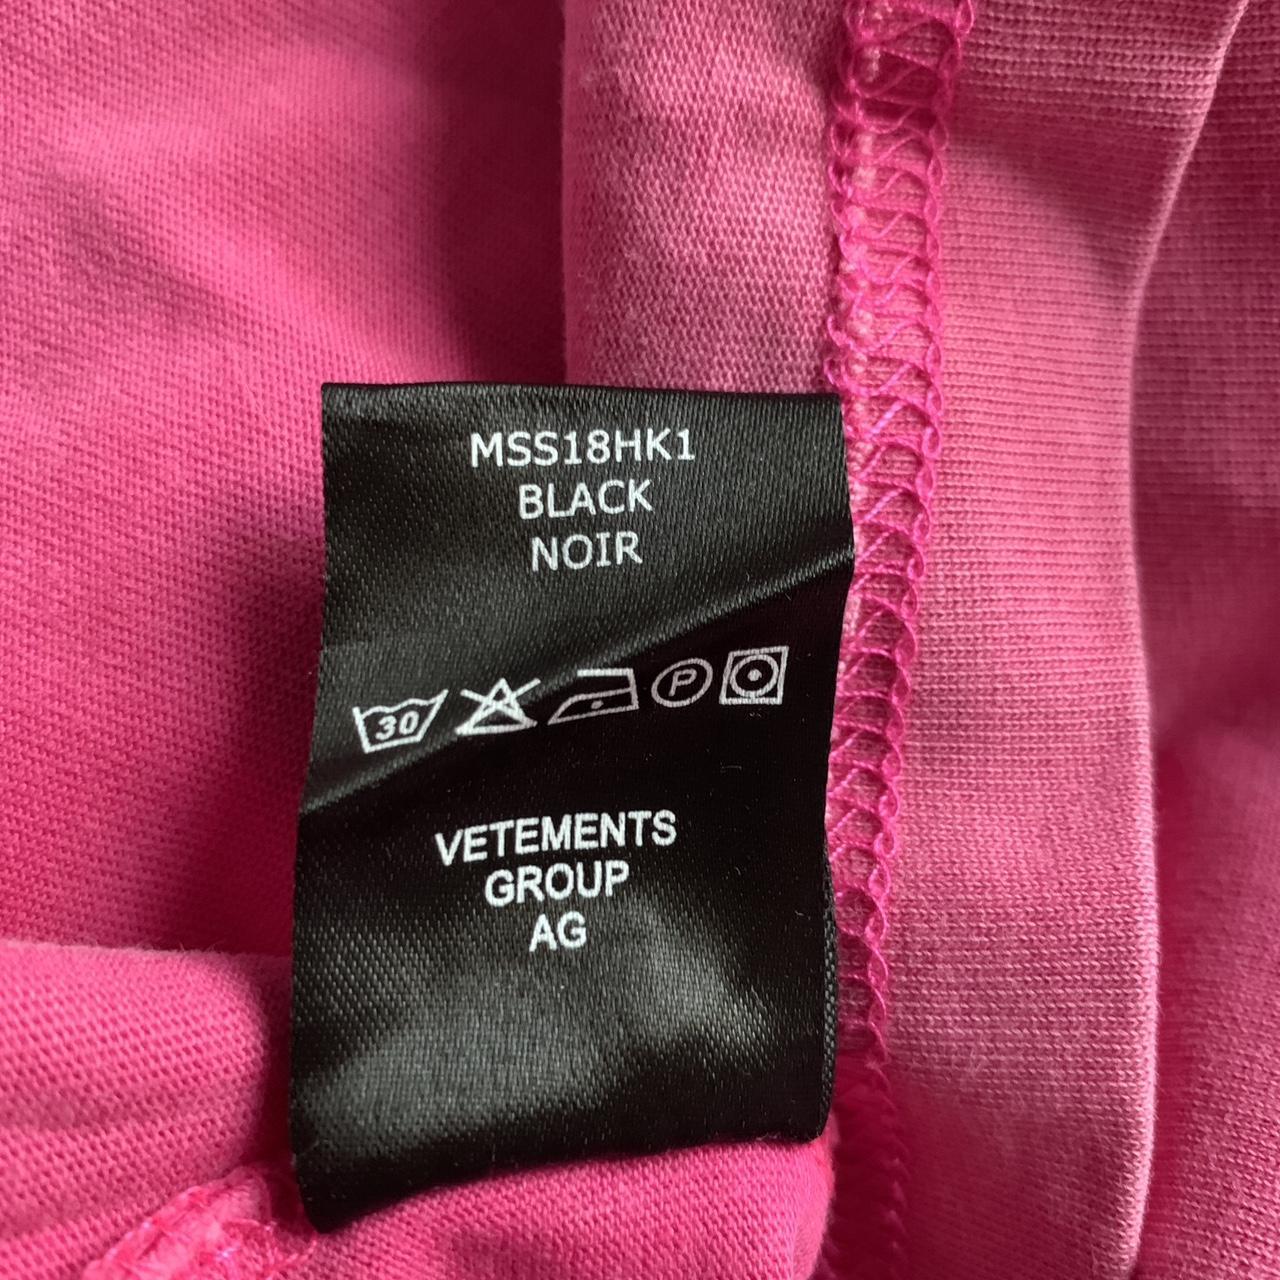 MSS18HK1
BLACK
NOIR
30 P
VETEMENTS
GROUP
AG